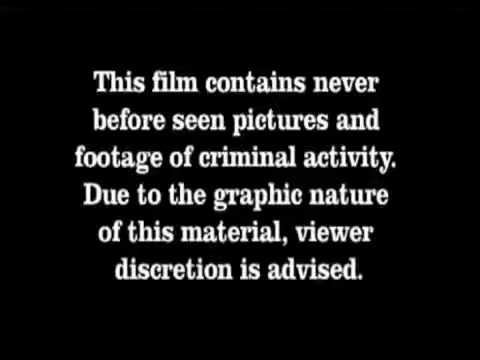 This film contains never
before seen pictures and
footage of criminal activity.
Due to the graphic nature
of this material, viewer
discretion is advised.